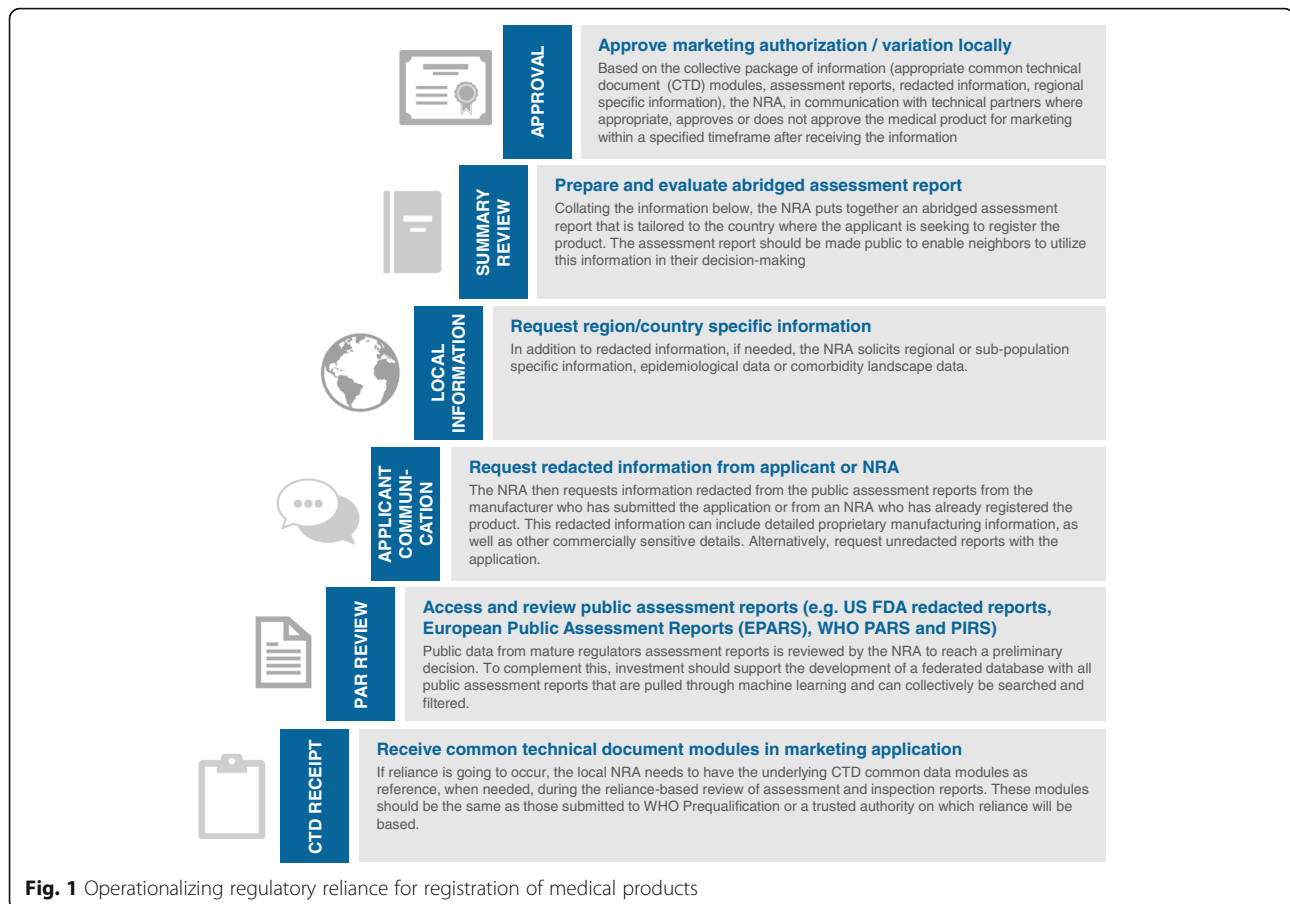 APPROVAL
Approve marketing authorization / variation locally
Based on the collective package of information (appropriate common technical
document (CTD) modules, assessment reports, redacted information, regional
specific information), the NRA, in communication with technical partners where
appropriate, approves or does not approve the medical product for marketing
within a specified timeframe after receiving the information
SUMMARY
REVIEW
Prepare and evaluate abridged assessment report
Collating the information below, the NRA puts together an abridged assessment
report that is tailored to the country where the applicant is seeking to register the
product. The assessment report should be made public to enable neighbors to utilize
this information in their decision-making
LOCAL
INFORMATION
Request region/country specific information
In addition to redacted information, if needed, the NRA solicits regional or sub-population
specific information, epidemiological data or comorbidity landscape data.
APPLICANT
COMMUNI-
CATION
Request redacted information from applicant or NRA
The NRA then requests information redacted from the public assessment reports from the
manufacturer who has submitted the application or from an NRA who has already registered the
product. This redacted information can include detailed proprietary manufacturing information, as
well as other commercially sensitive details. Alternatively, request unredacted reports with the
application.
PAR REVIEW
Access and review public assessment reports (e.g. US FDA redacted reports,
European Public Assessment Reports (EPARS), WHO PARS and PIRS)
Public data from mature regulators assessment reports is reviewed by the NRA to reach a preliminary
decision. To complement this, investment should support the development of a federated database with all
public assessment reports that are pulled through machine learning and can collectively be searched and
filtered.
CTD RECEIPT
Receive common technical document modules in marketing application
If reliance is going to occur, the local NRA needs to have the underlying CTD common data modules as
reference, when needed, during the reliance-based review of assessment and inspection reports. These modules
should be the same as those submitted to WHO Prequalification or a trusted authority on which reliance will be
based.
Fig. 1 Operationalizing regulatory reliance for registration of medical products